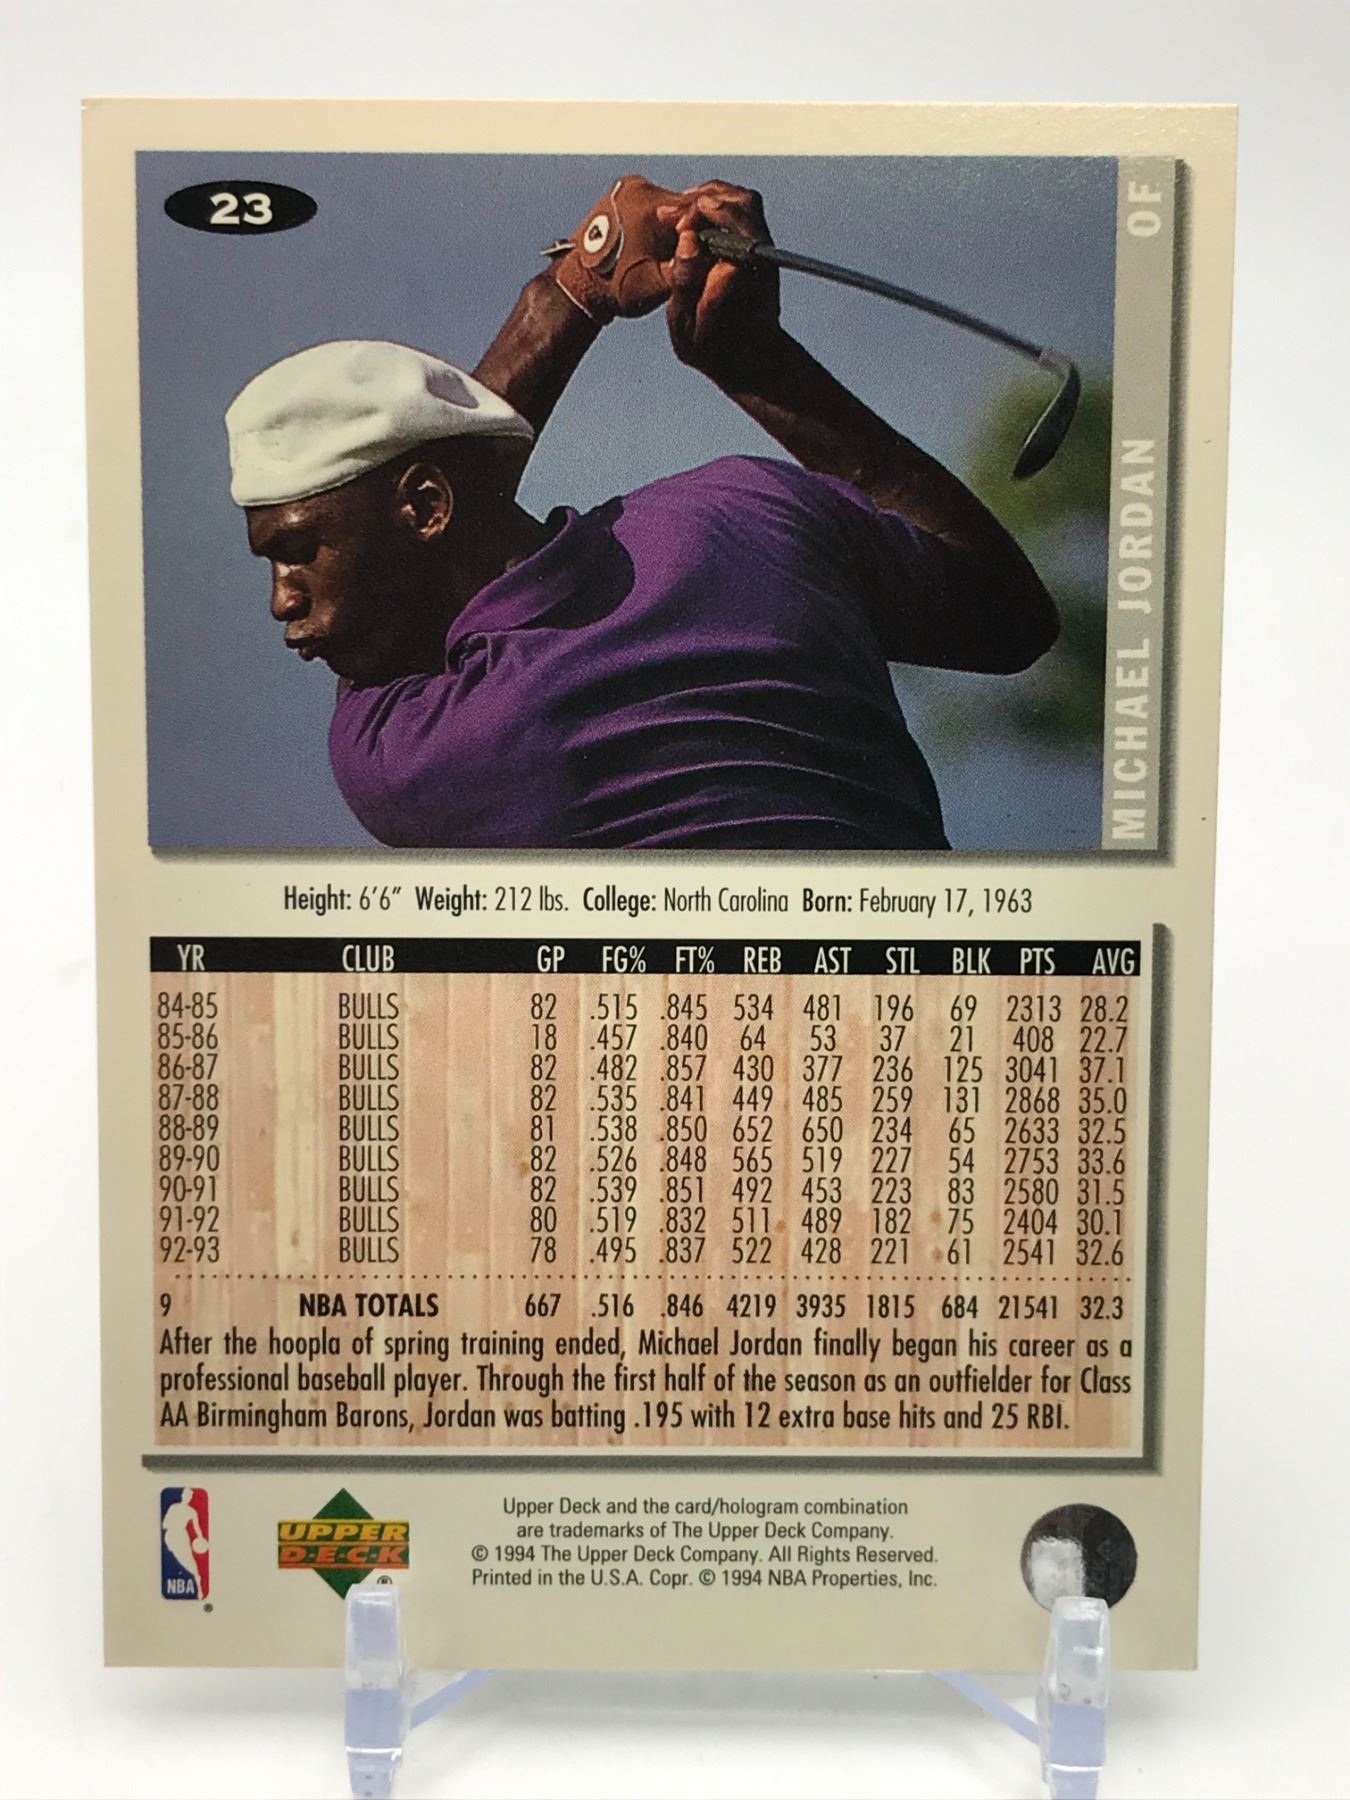 23
MICHAEL JORDAN OF
Height: 6'6" Weight: 212 lbs. College: North Carolina Born: February 17, 1963
YR CLUB GP FG% FT% REB AST STL BLK PTS AVG
84-85 BULLS 82 .515 .845 534 481 196 69 2313 28.2
85-86 BULLS 18 .457 .840 64 53 37 21 408 22.7
86-87 BULLS 82 .482 .857 430 377 236 125 3041 37.1
87-88 BULLS 82 .535 .841 449 485 259 131 2868 35.0
88-89 BULLS 81 .538 .850 652 650 234 65 2633 32.5
89-90 BULLS 82 .526 .848 565 519 227 54 2753 33.6
90-91 BULLS 82 .539 .851 492 453 223 83 2580 31.5
91-92 BULLS 80 .519 .832 511 489 182 75 2404 30.1
92-93 BULLS 78 .495 .837 522 428 221 61 2541 32.6
9 NBA TOTALS 667 .516 .846 4219 3935 1815 684 21541 32.3
After the hoopla of spring training ended, Michael Jordan finally began his career as a
professional baseball player. Through the first half of the season as an outfielder for Class
AA Birmingham Barons, Jordan was batting .195 with 12 extra base hits and 25 RBI.
NBA ®
UPPER
D·E·C·K ®
Upper Deck and the card/hologram combination
are trademarks of The Upper Deck Company.
© 1994 The Upper Deck Company. All Rights Reserved.
Printed in the U.S.A. Copr. © 1994 NBA Properties, Inc.